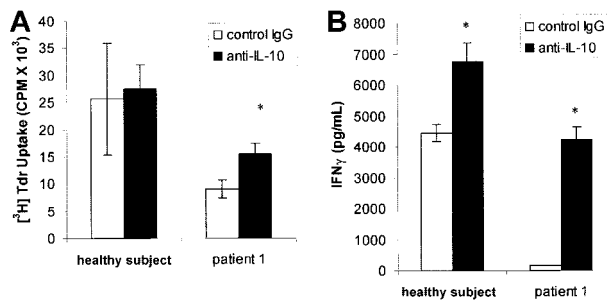 A
control IgG
anti-IL-10
[³H] Tdr Uptake (CPM X 10³)
40
35
30
25
20
15
10
5
0
*
healthy subject
patient 1
B
control IgG
anti-IL-10
IFNγ (pg/mL)
8000
7000
6000
5000
4000
3000
2000
1000
0
*
*
healthy subject
patient 1